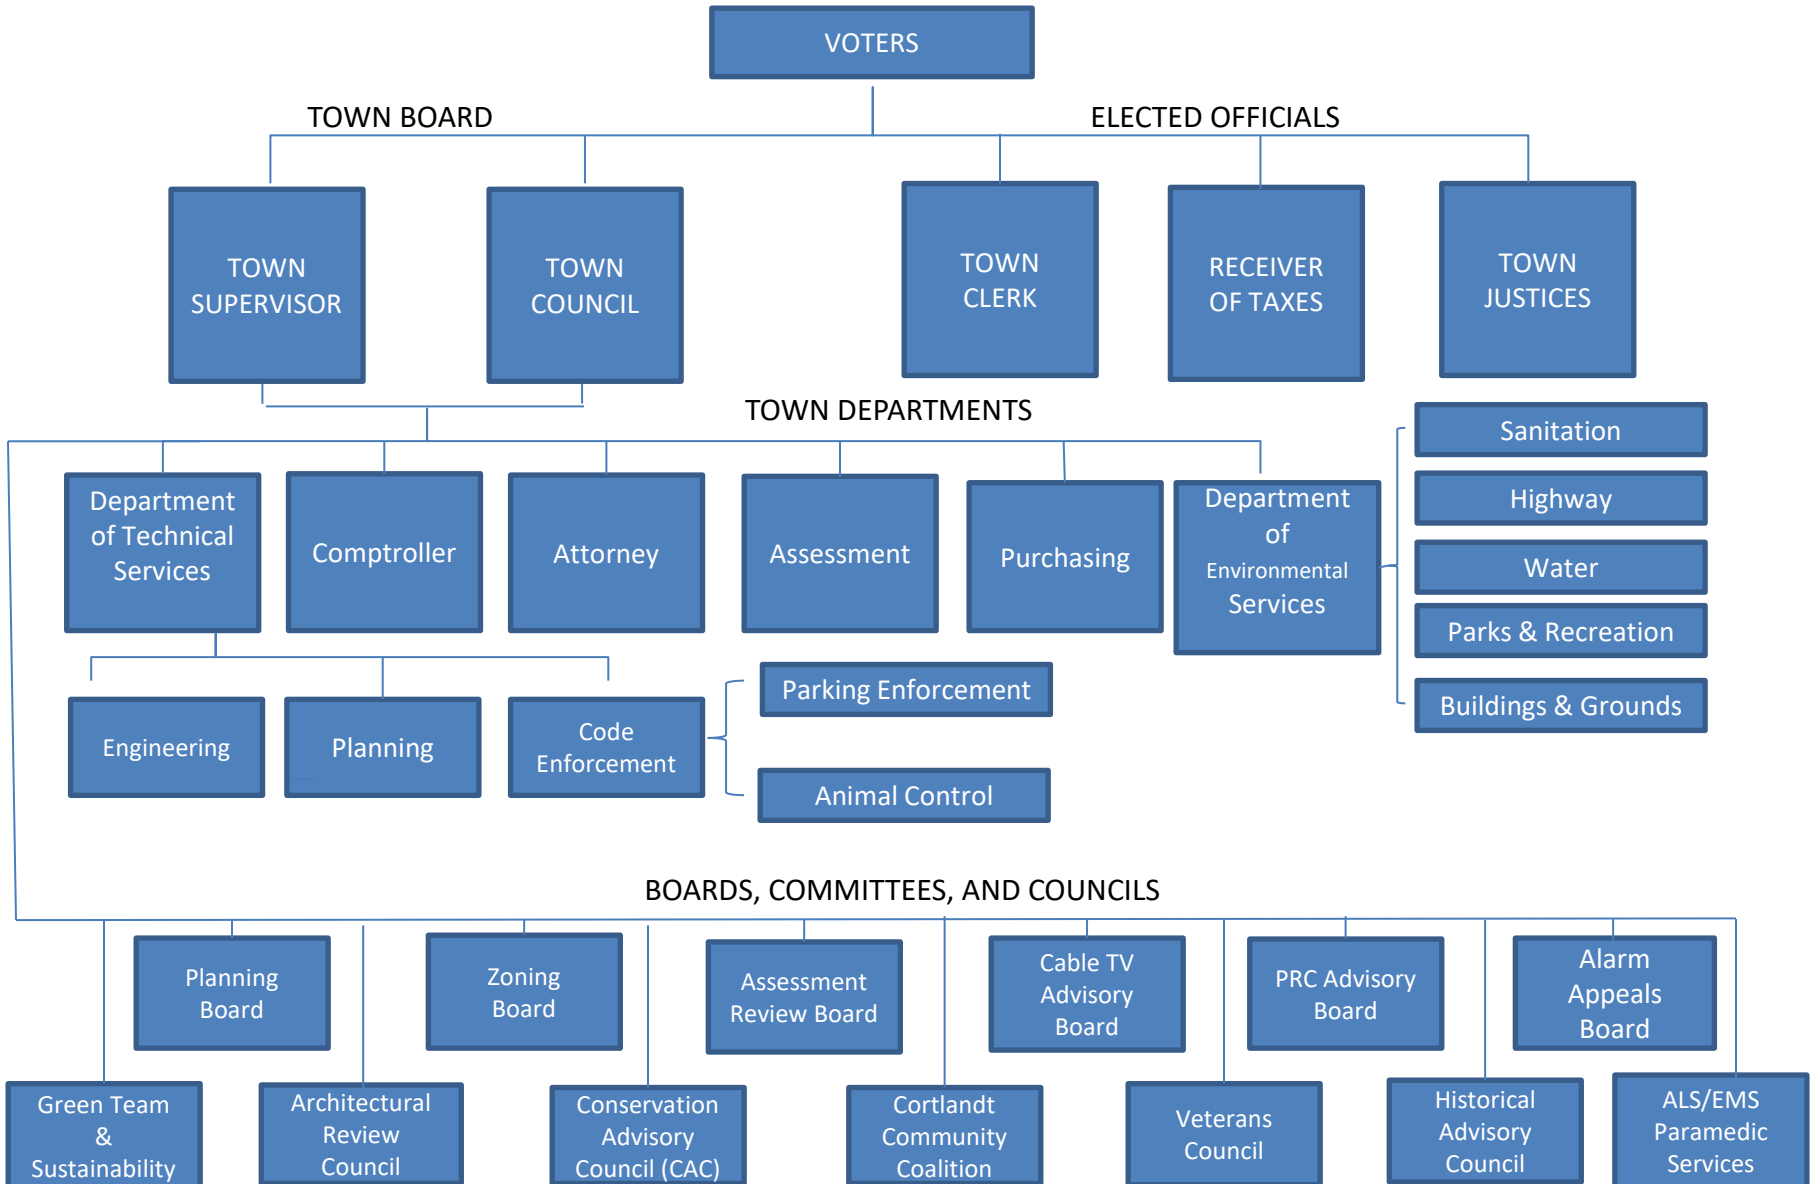 VOTERS
TOWN BOARD
ELECTED OFFICIALS
TOWN
SUPERVISOR
TOWN
COUNCIL
TOWN
CLERK
RECEIVER
OF TAXES
TOWN
JUSTICES
TOWN DEPARTMENTS
Department
of Technical
Services
Comptroller
Attorney
Assessment
Purchasing
Department
of
Environmental
Services
Sanitation
Highway
Water
Parks & Recreation
Buildings & Grounds
Engineering
Planning
Code
Enforcement
Parking Enforcement
Animal Control
BOARDS, COMMITTEES, AND COUNCILS
Planning
Board
Zoning
Board
Assessment
Review Board
Cable TV
Advisory
Board
PRC Advisory
Board
Alarm
Appeals
Board
Green Team
&
Sustainability
Architectural
Review
Council
Conservation
Advisory
Council (CAC)
Cortlandt
Community
Coalition
Veterans
Council
Historical
Advisory
Council
ALS/EMS
Paramedic
Services